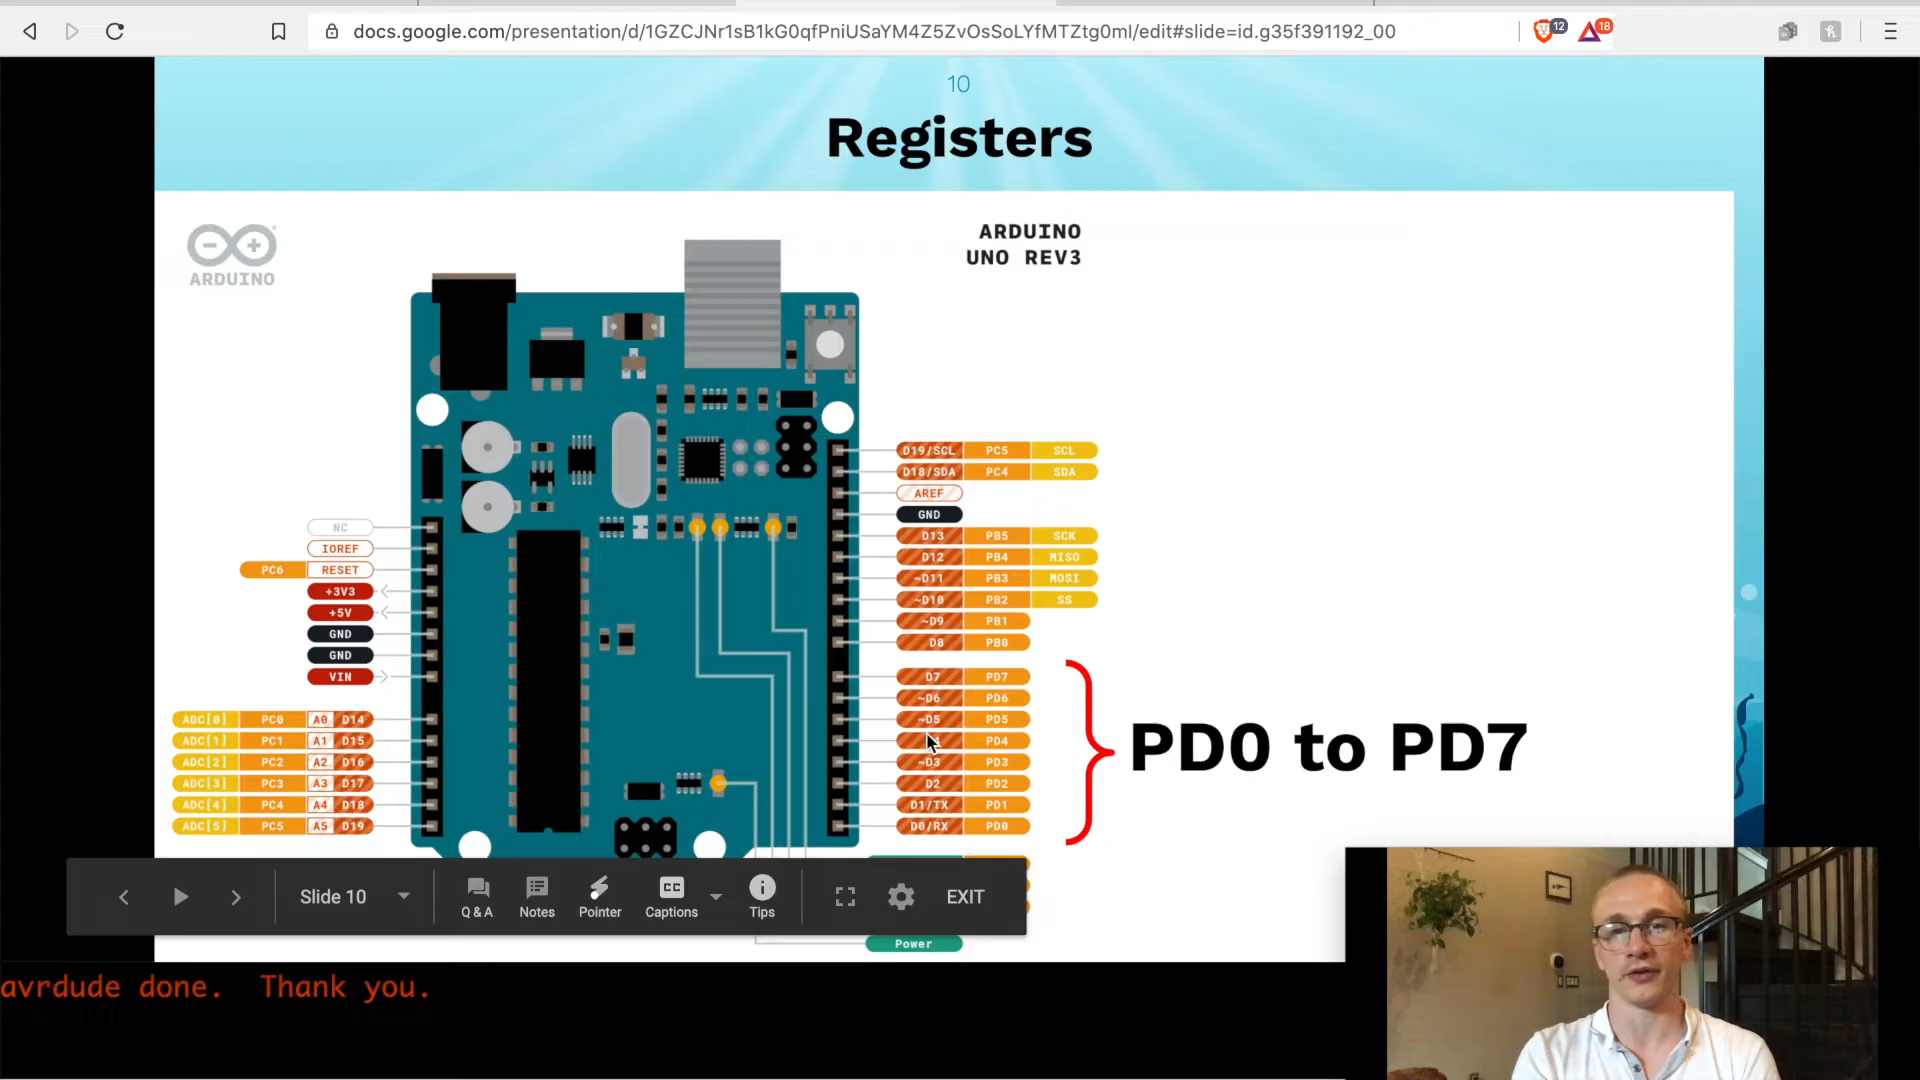 docs.google.com/presentation/d/1GZCJNr1sB1kG0qfPniUSaYM4Z5ZvOsSoLYfMTZtg0mI/edit#slide=id.g35f391192_00
12
18
10
Registers
ARDUINO
ARDUINO
UNO REV3
NC
IOREF
PC6 RESET
+3V3
+5V
GND
GND
VIN
ADC[0] PC0 A0 D14
ADC[1] PC1 A1 D15
ADC[2] PC2 A2 D16
ADC[3] PC3 A3 D17
ADC[4] PC4 A4 D18
ADC[5] PC5 A5 D19
D19/SCL PC5 SCL
D18/SDA PC4 SDA
AREF
GND
D13 PB5 SCK
D12 PB4 MISO
~D11 PB3 MOSI
~D10 PB2 SS
~D9 PB1
D8 PB0
D7 PD7
~D6 PD6
~D5 PD5
PD4
~D3 PD3
D2 PD2
D1/TX PD1
D0/RX PD0
PD0 to PD7
Slide 10
Q & A
Notes
Pointer
CC
Captions
Tips
EXIT
Power
avrdude done. Thank you.